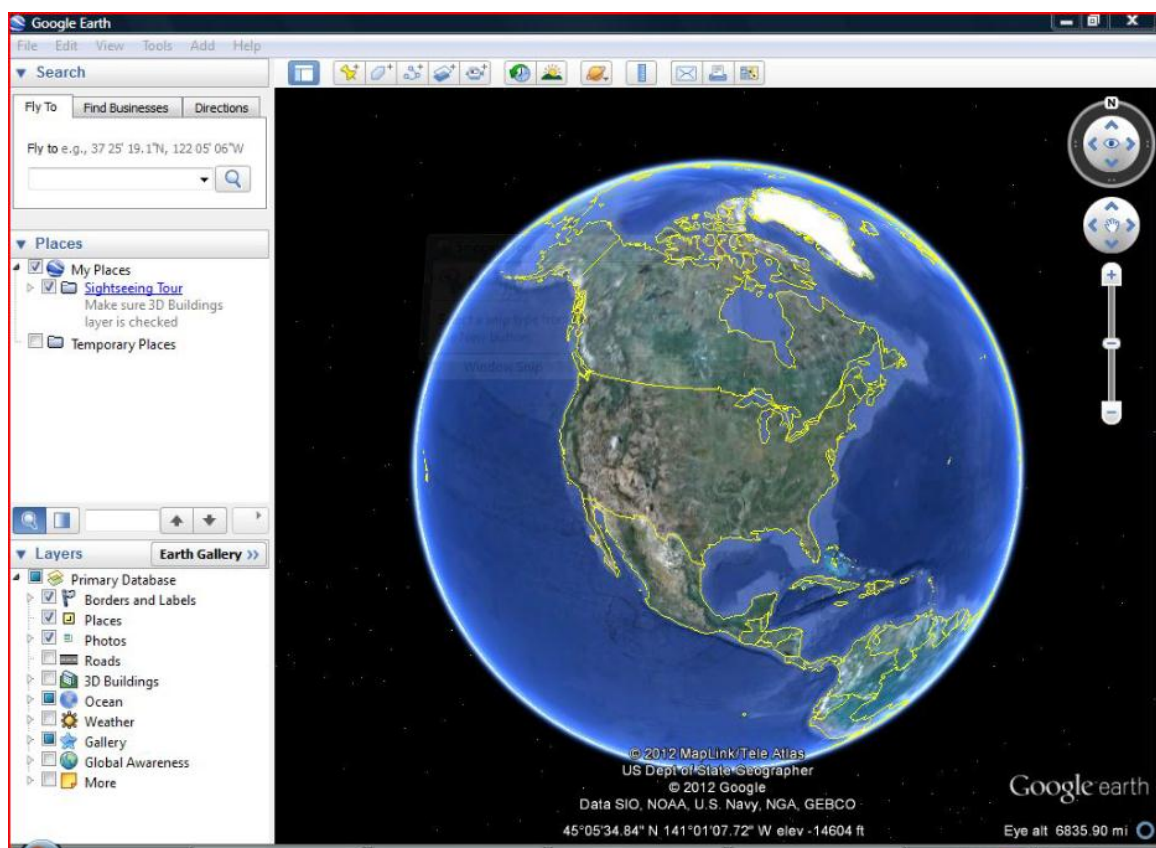 Google Earth
File Edit View Tools Add Help
Search
Fly To Find Businesses Directions
Fly to e.g., 37 25' 19.1"N, 122 05' 06"W
Places
My Places
Sightseeing Tour
Make sure 3D Buildings
layer is checked
Temporary Places
Layers Earth Gallery >>
Primary Database
Borders and Labels
Places
Photos
Roads
3D Buildings
Ocean
Weather
Gallery
Global Awareness
More
N
Window Snip
© 2012 MapLink/Tele Atlas
US Dept of State Geographer
© 2012 Google
Data SIO, NOAA, U.S. Navy, NGA, GEBCO
Google earth
45°05'34.84" N 141°01'07.72" W elev -14604 ft
Eye alt 6835.90 mi